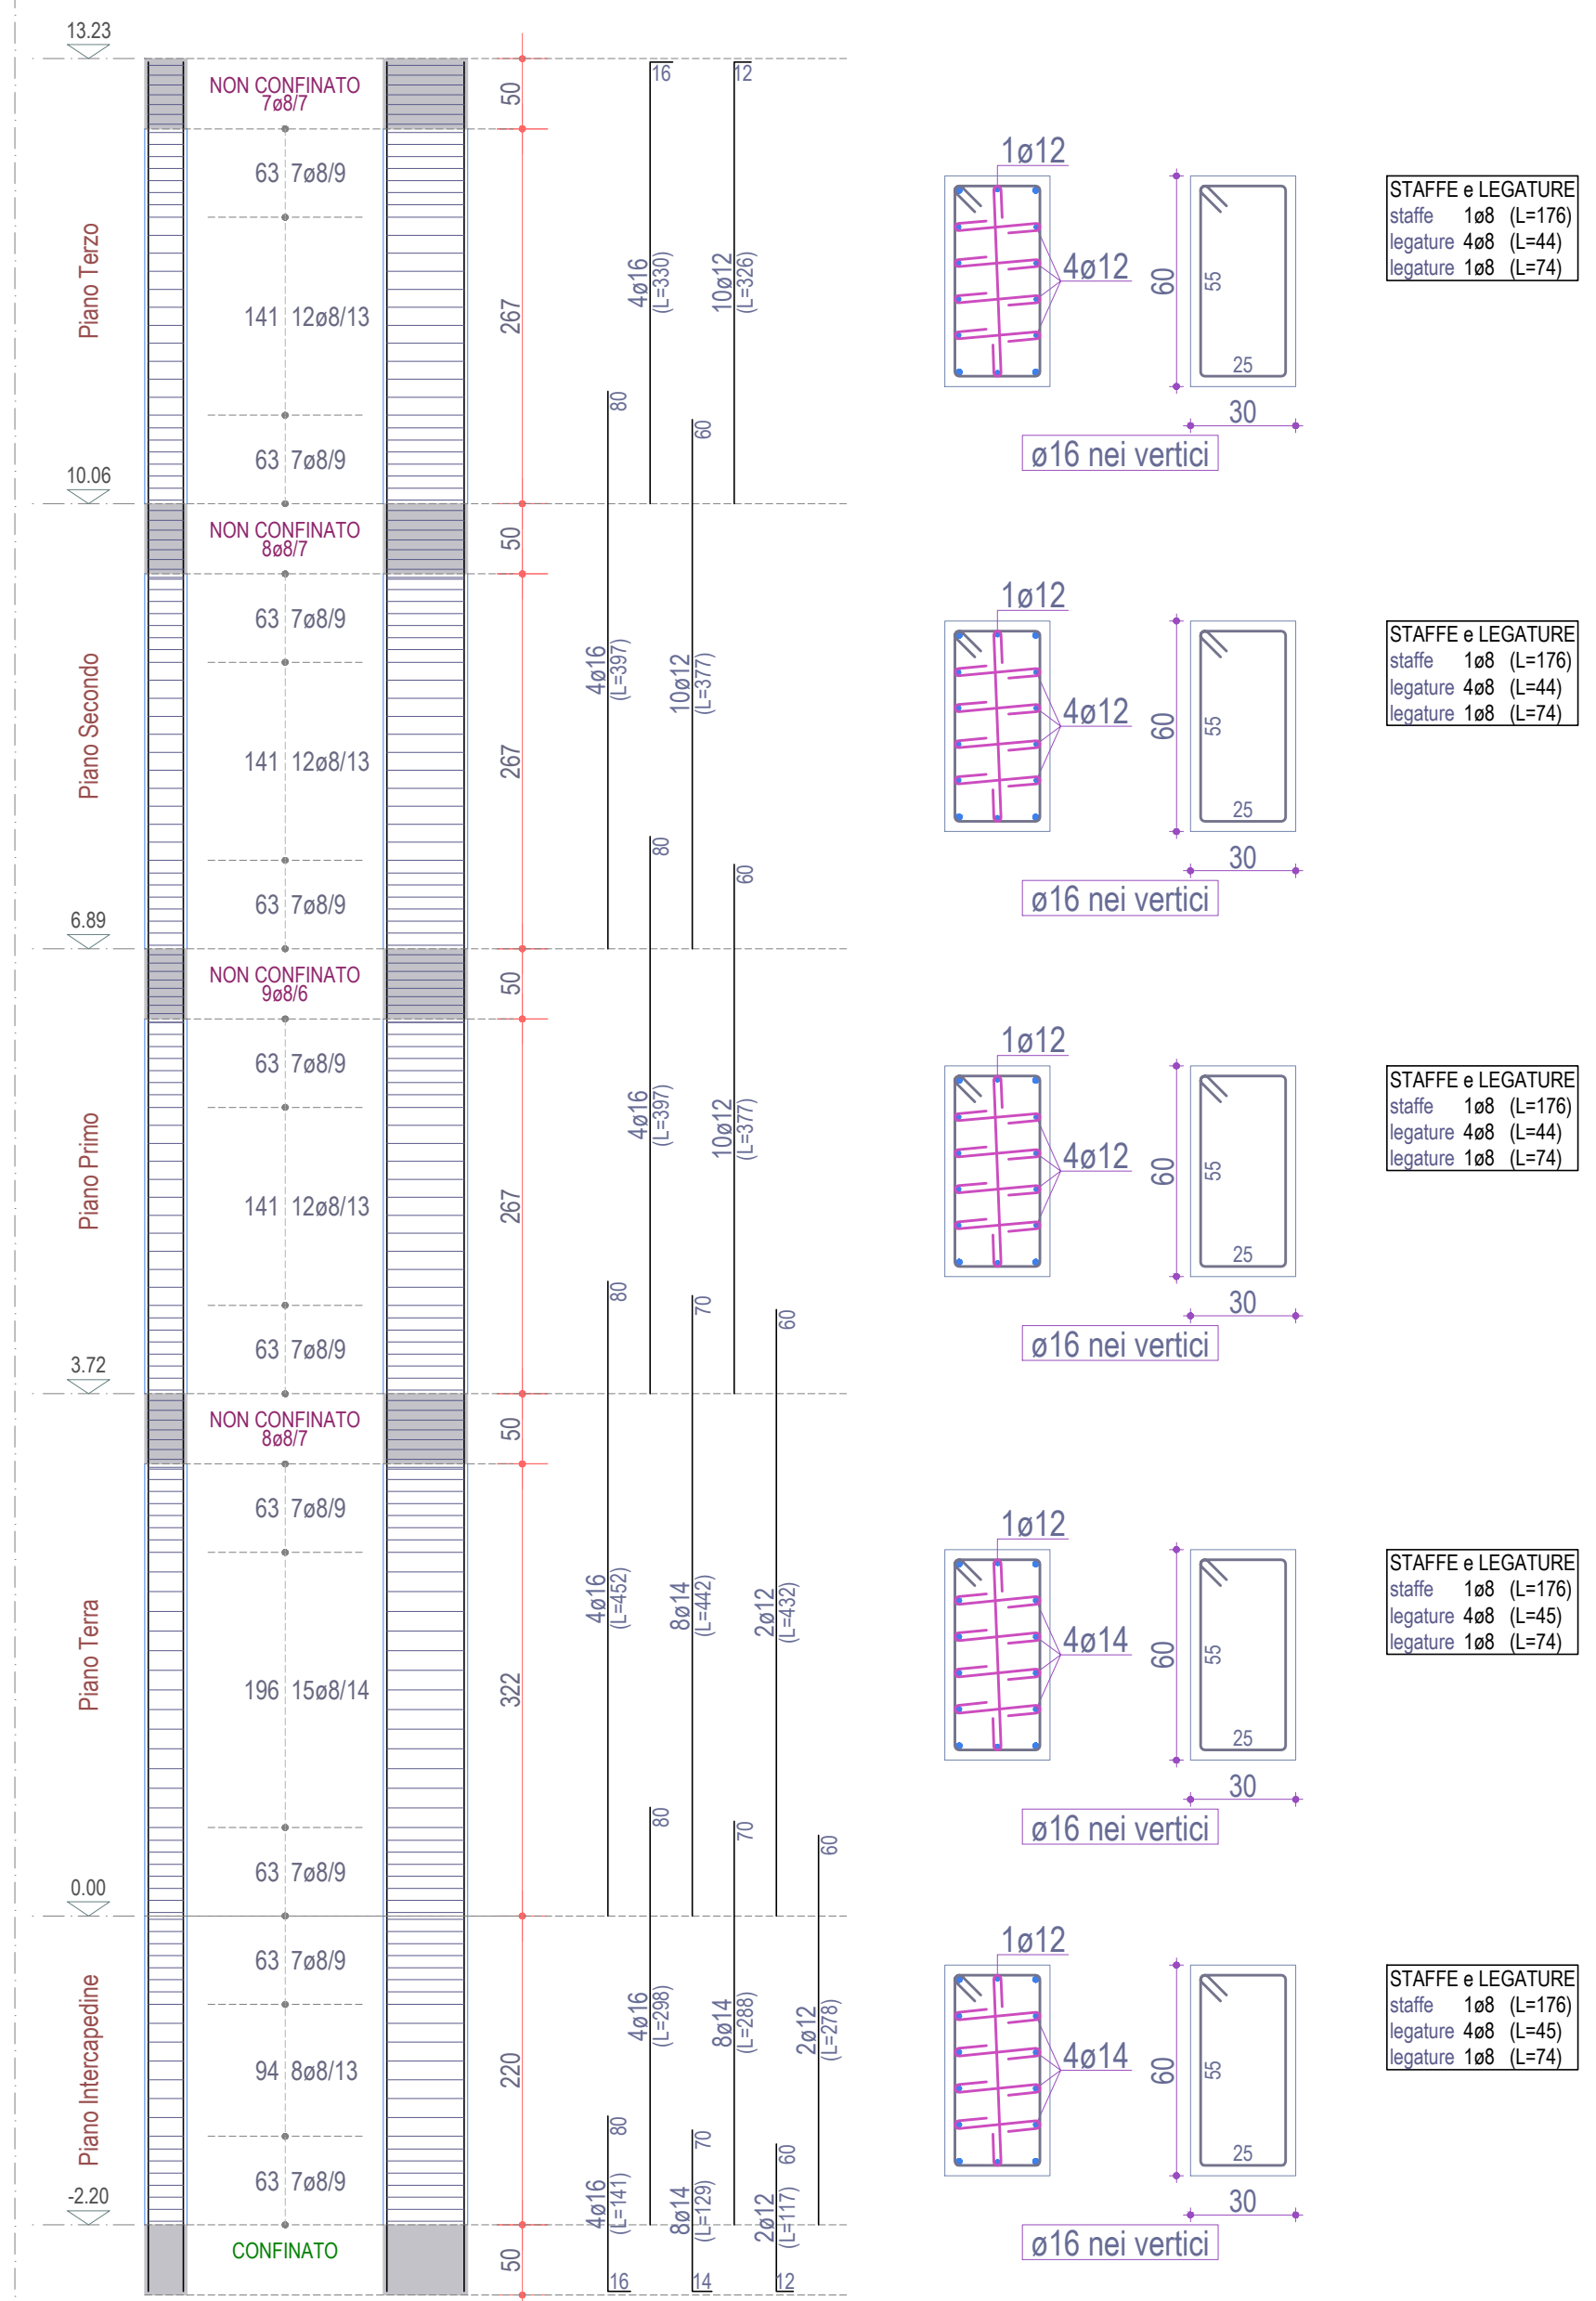 13.23
NON CONFINATO
7ø8/7
50
16
12
63 7ø8/9
Piano Terzo
141 12ø8/13
267
4ø16
(L=330)
10ø12
(L=326)
80
60
63 7ø8/9
1ø12
4ø12
60
55
25
30
ø16 nei vertici
STAFFE e LEGATURE
staffe 1ø8 (L=176)
legature 4ø8 (L=44)
legature 1ø8 (L=74)
10.06
NON CONFINATO
8ø8/7
50
63 7ø8/9
Piano Secondo
141 12ø8/13
267
4ø16
(L=397)
10ø12
(L=377)
80
60
63 7ø8/9
1ø12
4ø12
60
55
25
30
ø16 nei vertici
STAFFE e LEGATURE
staffe 1ø8 (L=176)
legature 4ø8 (L=44)
legature 1ø8 (L=74)
6.89
NON CONFINATO
9ø8/6
50
63 7ø8/9
Piano Primo
141 12ø8/13
267
4ø16
(L=397)
10ø12
(L=377)
80
70
60
63 7ø8/9
1ø12
4ø12
60
55
25
30
ø16 nei vertici
STAFFE e LEGATURE
staffe 1ø8 (L=176)
legature 4ø8 (L=44)
legature 1ø8 (L=74)
3.72
NON CONFINATO
8ø8/7
50
63 7ø8/9
Piano Terra
196 15ø8/14
322
4ø16
(L=452)
8ø14
(L=442)
2ø12
(L=432)
80
70
60
63 7ø8/9
1ø12
4ø14
60
55
25
30
ø16 nei vertici
STAFFE e LEGATURE
staffe 1ø8 (L=176)
legature 4ø8 (L=45)
legature 1ø8 (L=74)
0.00
63 7ø8/9
Piano Intercapedine
94 8ø8/13
220
4ø16
(L=298)
8ø14
(L=288)
2ø12
(L=278)
80
70
60
63 7ø8/9
4ø16
(L=141)
8ø14
(L=129)
2ø12
(L=117)
1ø12
4ø14
60
55
25
30
ø16 nei vertici
STAFFE e LEGATURE
staffe 1ø8 (L=176)
legature 4ø8 (L=45)
legature 1ø8 (L=74)
-2.20
CONFINATO
50
16
14
12